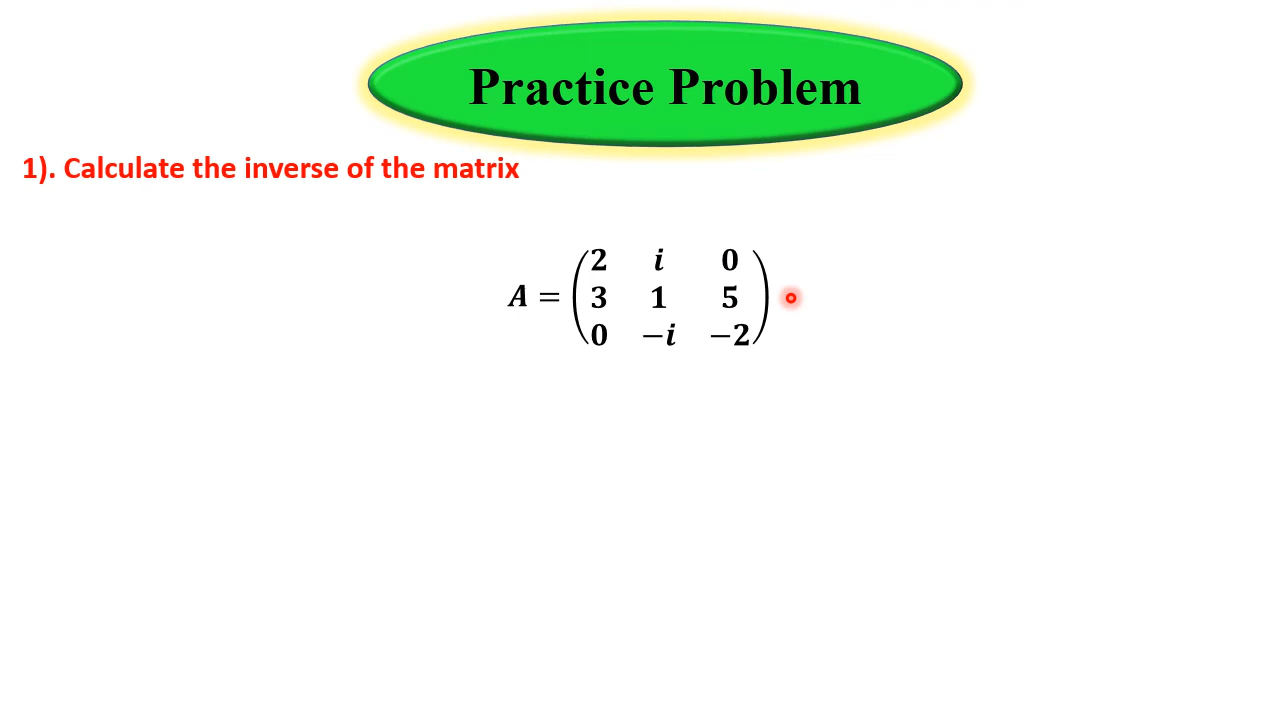 Practice Problem
1). Calculate the inverse of the matrix
2 i 0
A = 3 1 5
0 −i −2